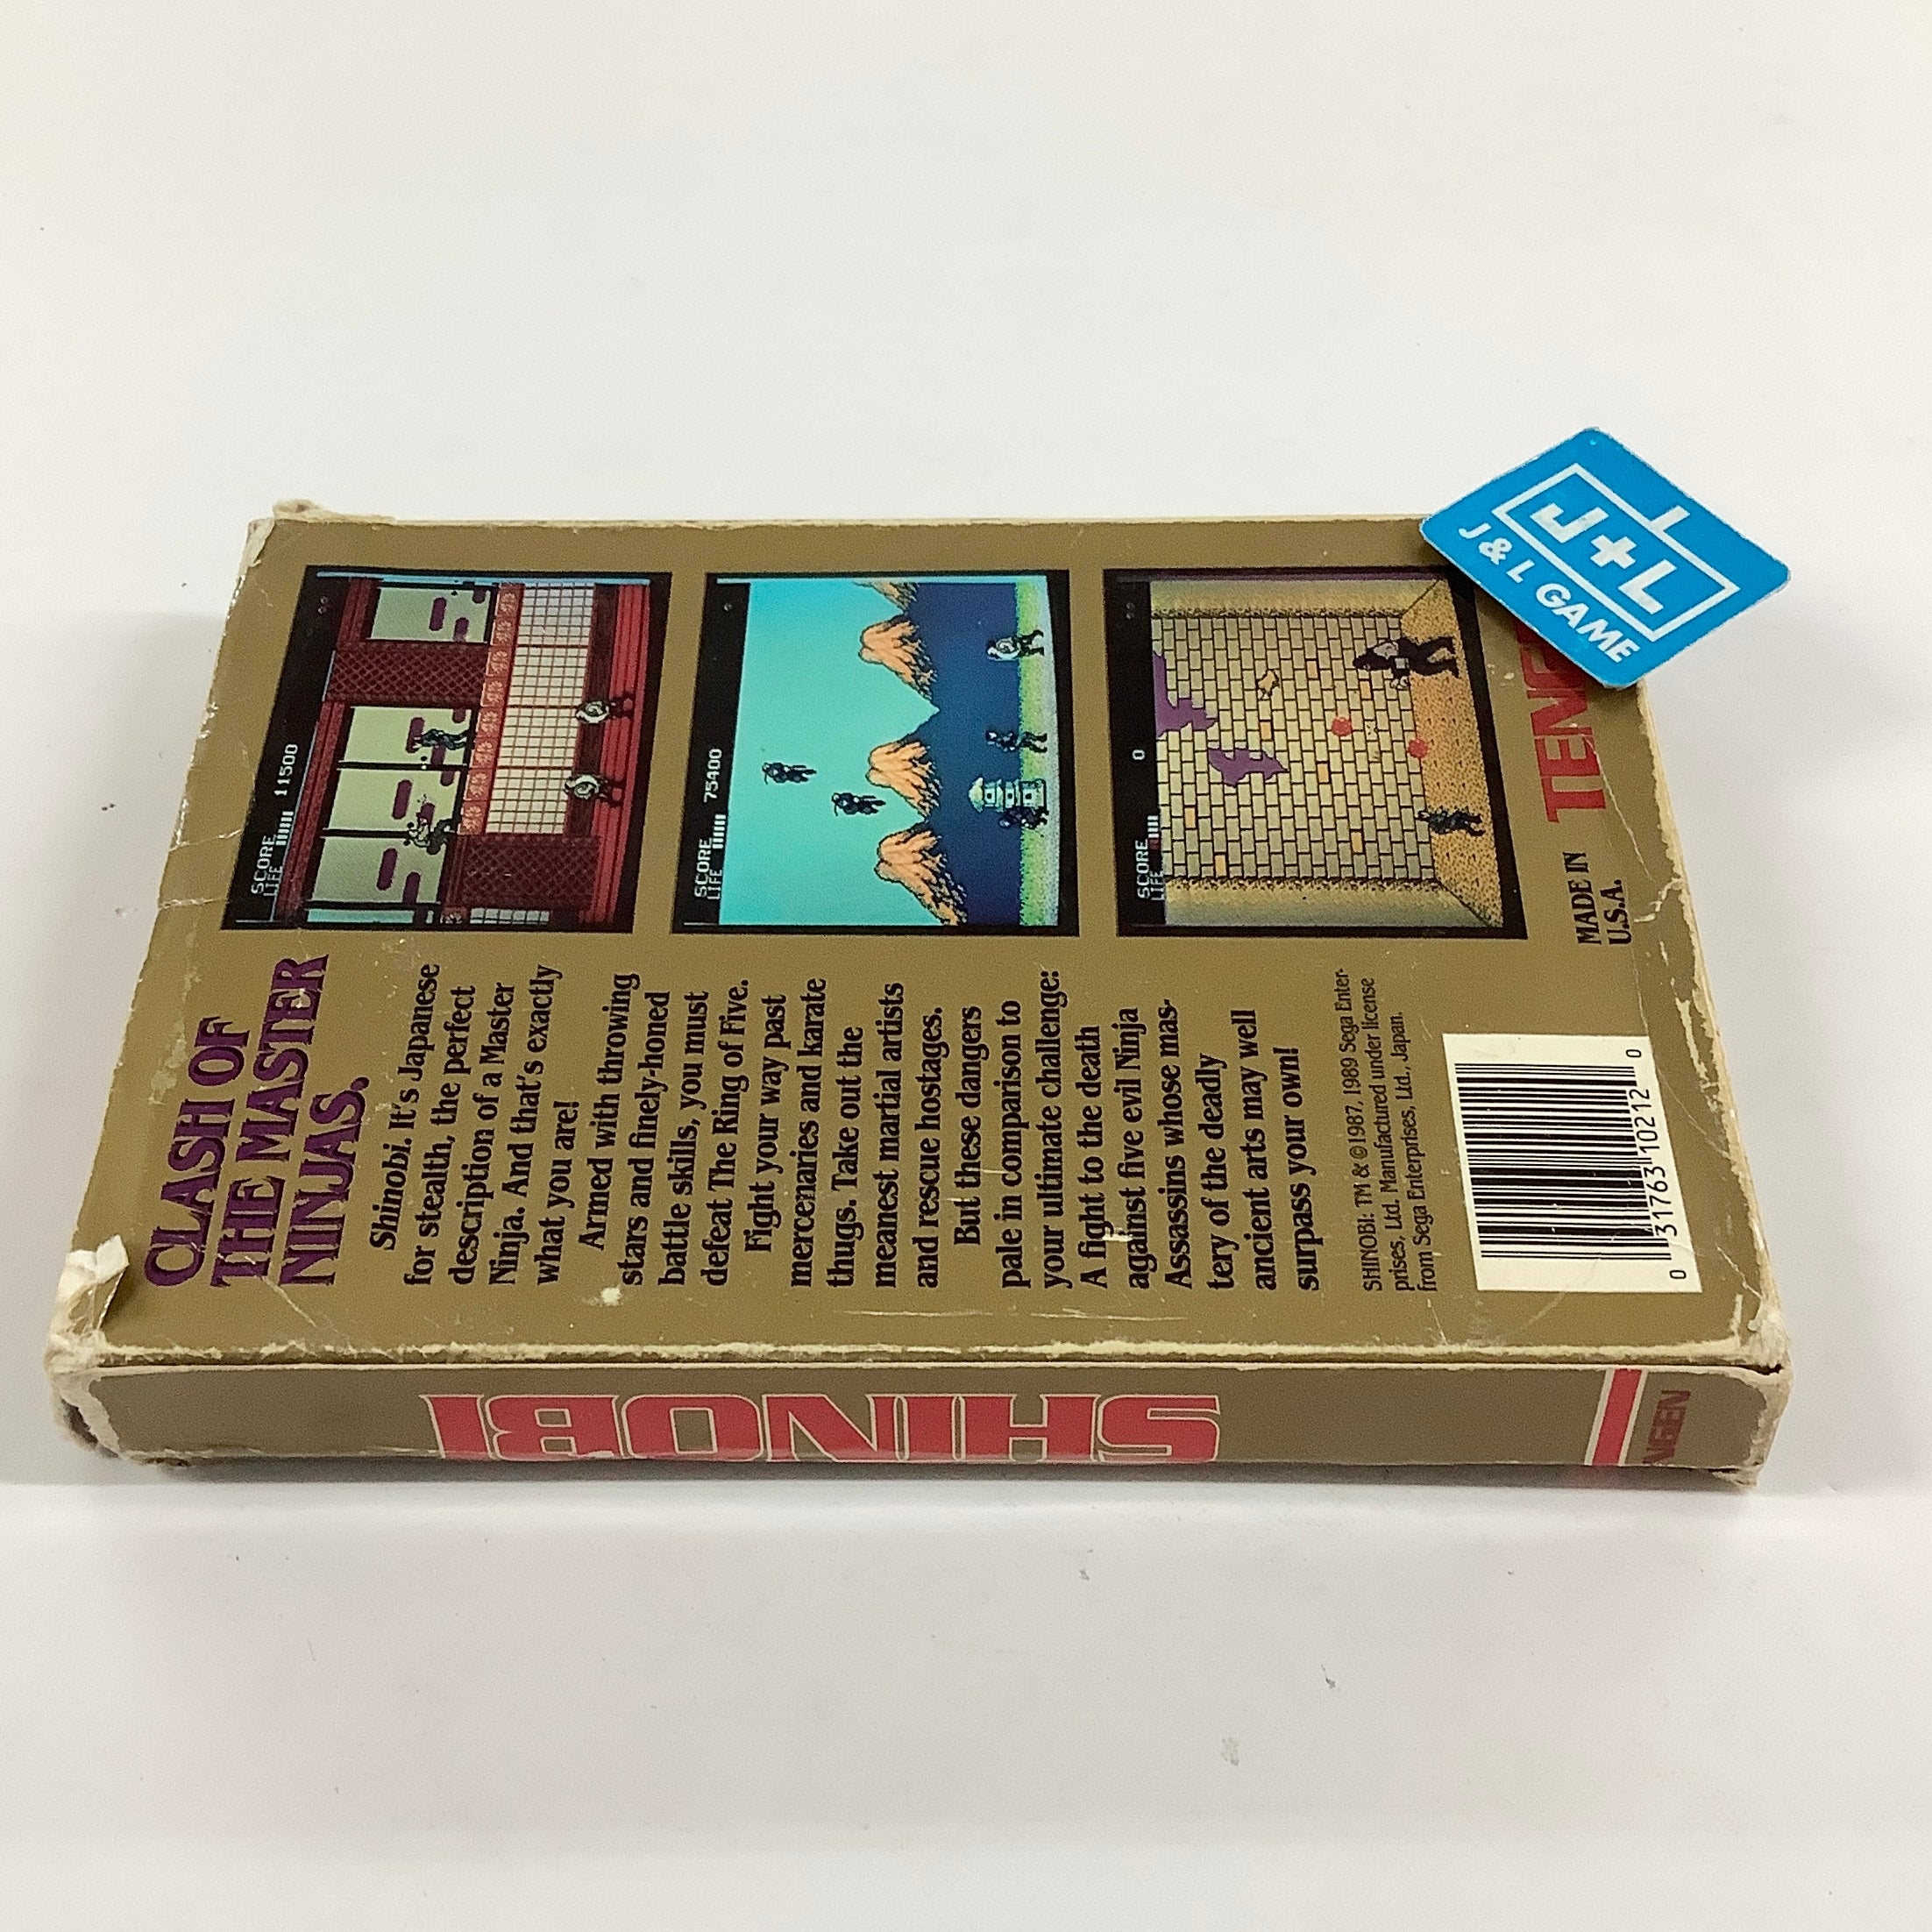 CLASH OF
THE MASTER
NINJAS.
Shinobi. It's Japanese
for stealth, the perfect
description of a Master
Ninja. And that's exactly
what you are!
Armed with throwing
stars and finely-honed
battle skills, you must
defeat The Ring of Five.
Fight your way past
mercenaries and karate
thugs. Take out the
meanest martial artists
and rescue hostages.
But these dangers
pale in comparison to
your ultimate challenge:
A fight to the death
against five evil Ninja
Assassins whose mas-
tery of the deadly
ancient arts may well
surpass your own!
SHINOBI: TM & © 1987, 1989 Sega Enter-
prises, Ltd. Manufactured under license
from Sega Enterprises, Ltd., Japan.
0 31763 10212 0
SCORE 11500
LIFE
SCORE 75400
LIFE
SCORE 0
LIFE
MADE IN
U.S.A.
TENG
J+L
J & L GAME
SHINOBI
NGEN